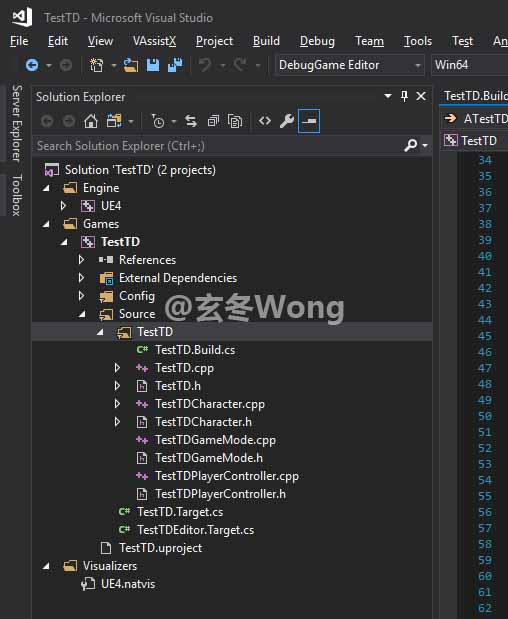 TestTD - Microsoft Visual Studio
File Edit View VAssistX Project Build Debug Team Tools Test An
DebugGame Editor Win64
Server Explorer
Toolbox
Solution Explorer
Search Solution Explorer (Ctrl+;)
Solution 'TestTD' (2 projects)
Engine
UE4
Games
TestTD
References
External Dependencies
Config
Source
TestTD
C# TestTD.Build.cs
TestTD.cpp
TestTD.h
TestTDCharacter.cpp
TestTDCharacter.h
TestTDGameMode.cpp
TestTDGameMode.h
TestTDPlayerController.cpp
TestTDPlayerController.h
C# TestTD.Target.cs
C# TestTDEditor.Target.cs
TestTD.uproject
Visualizers
UE4.natvis
@玄冬Wong
TestTD.Build
ATestTD
TestTD
34
35
36
37
38
39
40
41
42
43
44
45
46
47
48
49
50
51
52
53
54
55
56
57
58
59
60
61
62